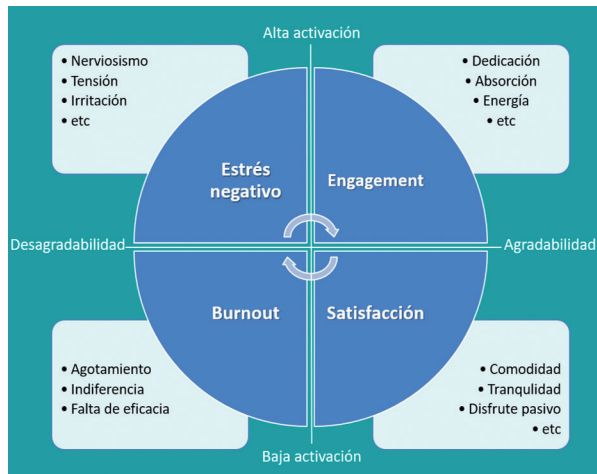 Alta activación
• Nerviosismo
• Tensión
• Irritación
• etc
• Dedicación
• Absorción
• Energía
• etc
Estrés
negativo
Engagement
Desagradabilidad
Agradabilidad
Burnout
Satisfacción
• Agotamiento
• Indiferencia
• Falta de eficacia
• Comodidad
• Tranqulidad
• Disfrute pasivo
• etc
Baja activación